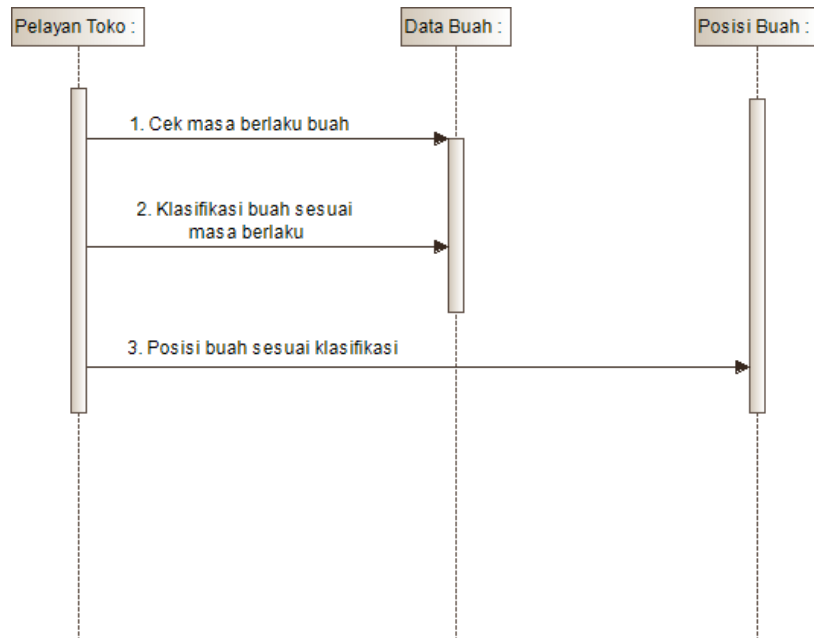 Pelayan Toko :
Data Buah :
Posisi Buah :
1. Cek masa berlaku buah
2. Klasifikasi buah sesuai
masa berlaku
3. Posisi buah sesuai klasifikasi